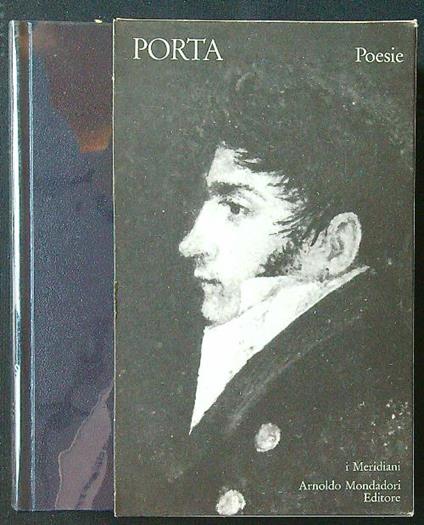 PORTA
Poesie
i Meridiani
Arnoldo Mondadori
Editore